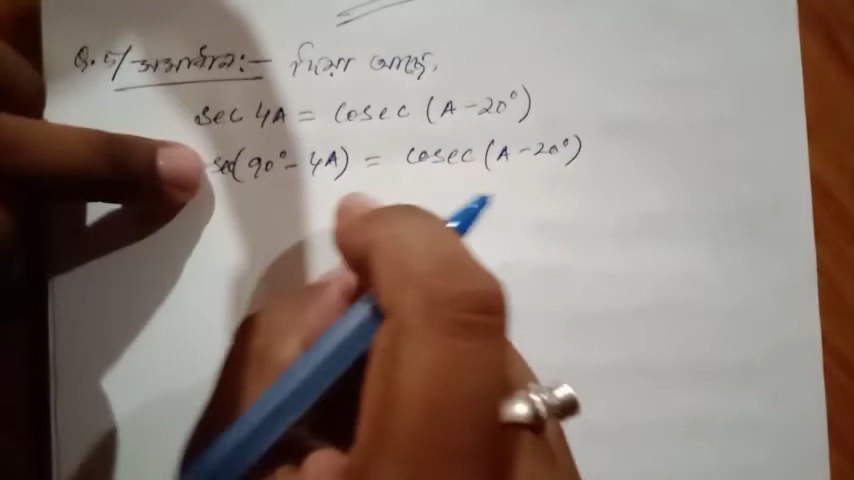 Q. 5/ সমাধান:- দিয়া আছে,
sec 4A = cosec (A - 20°)
sec(90° - 4A) = cosec (A - 20°)